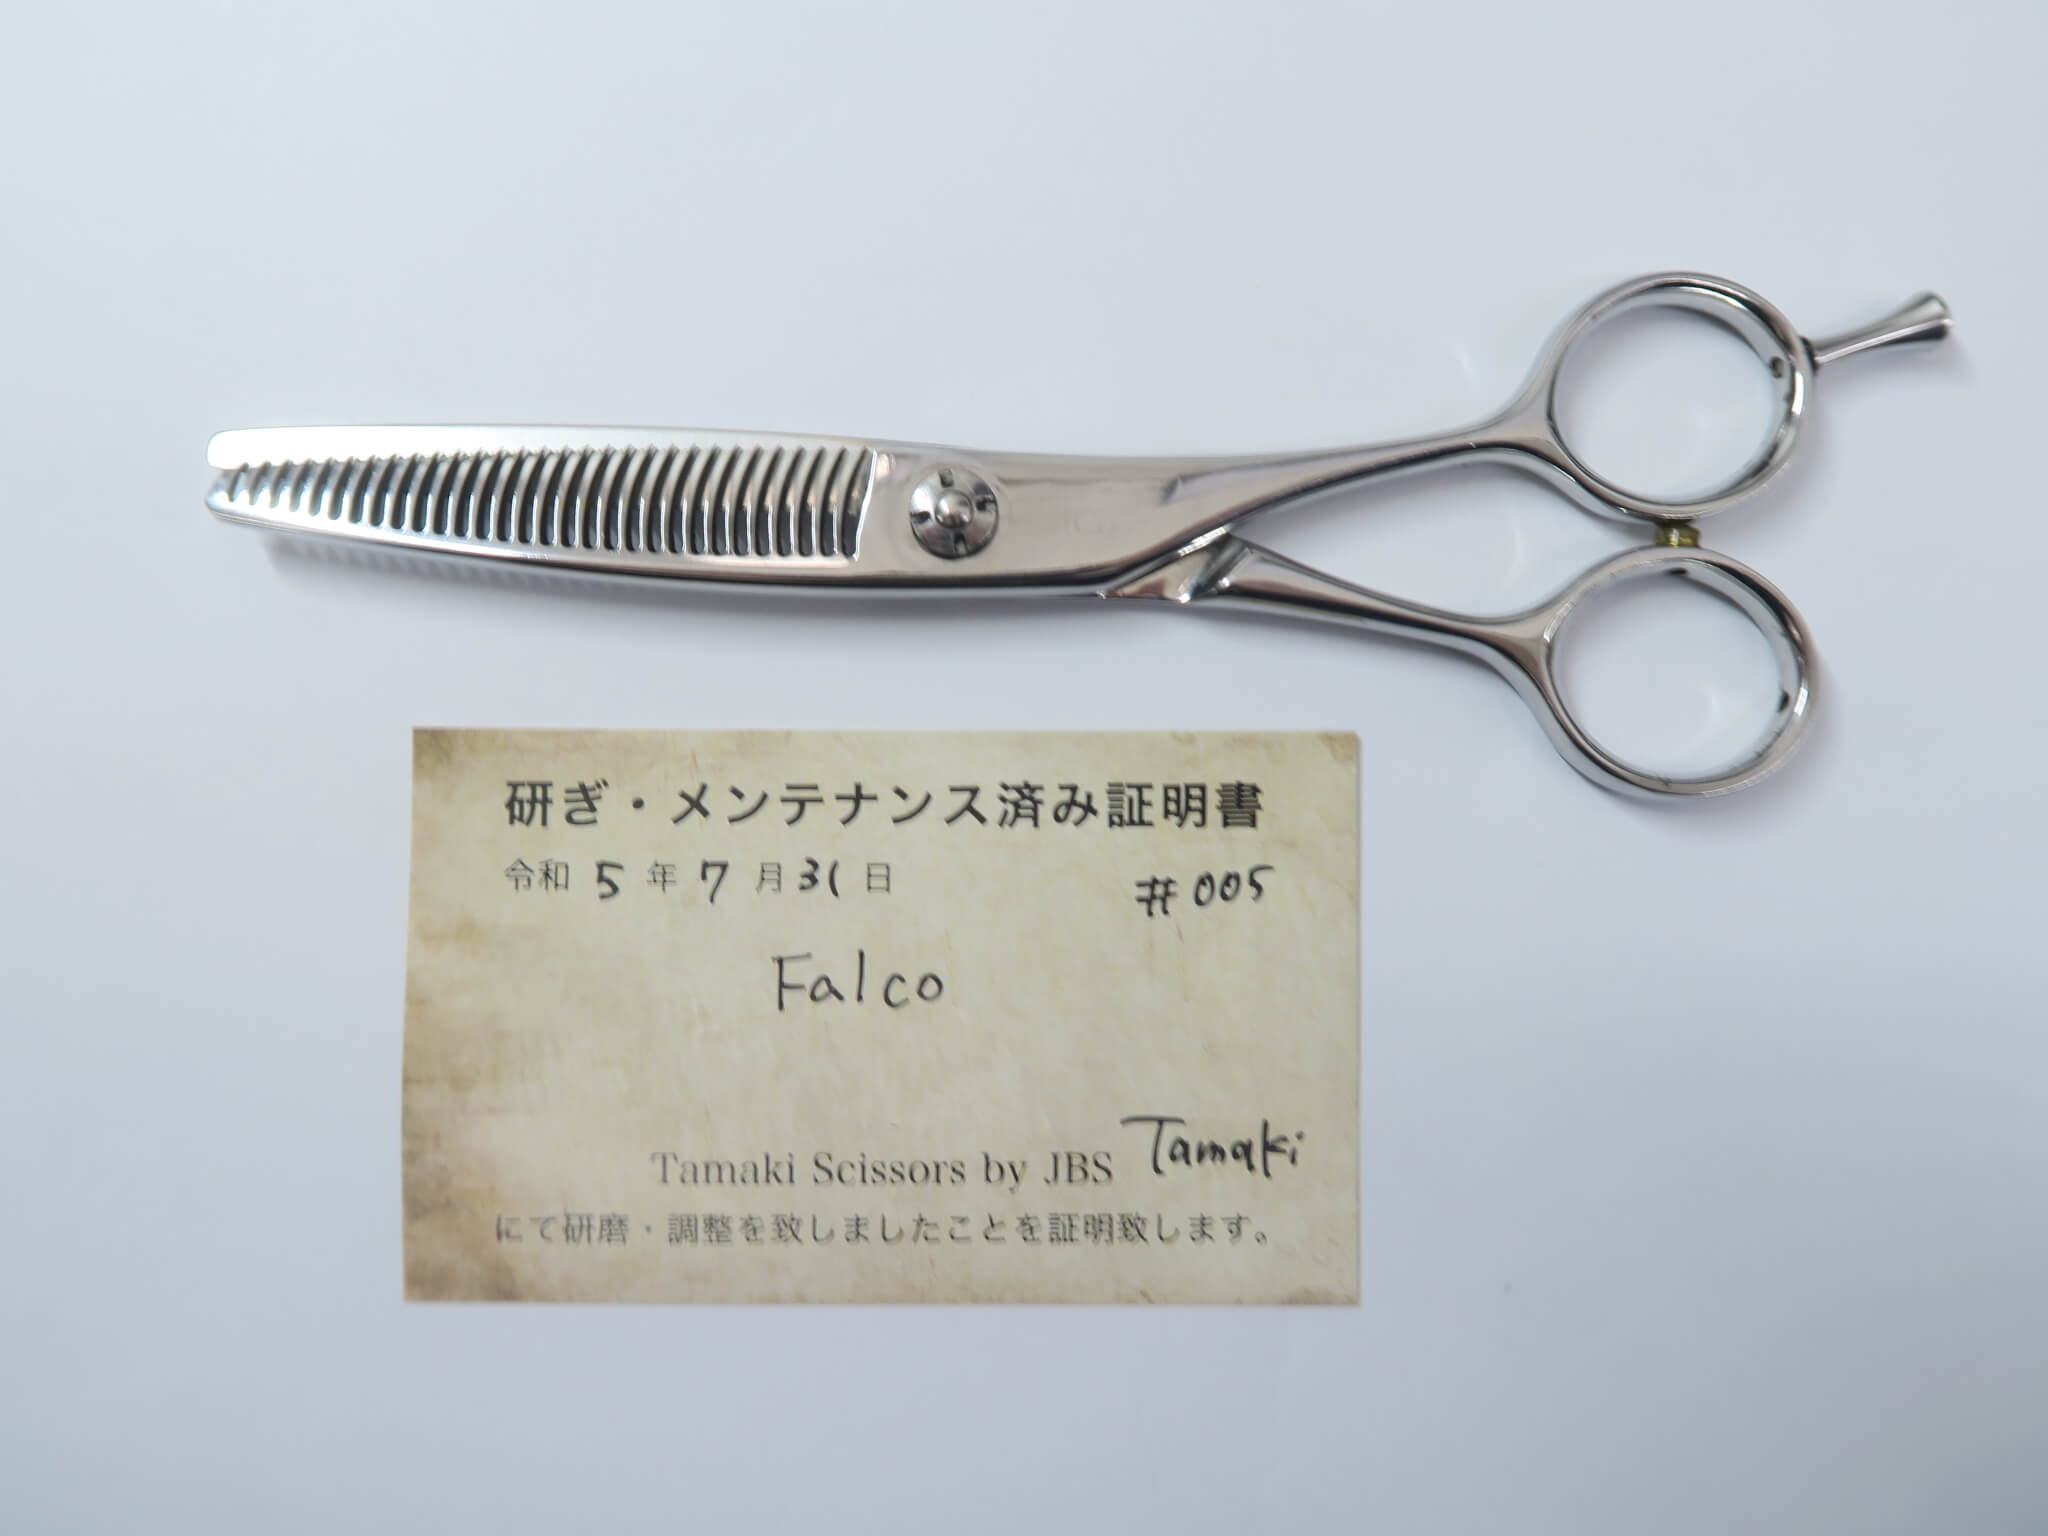 研ぎ・メンテナンス済み証明書
令和 5 年 7 月 31 日 #005
Falco
Tamaki Scissors by JBS Tamaki
にて研磨・調整を致しましたことを証明致します。